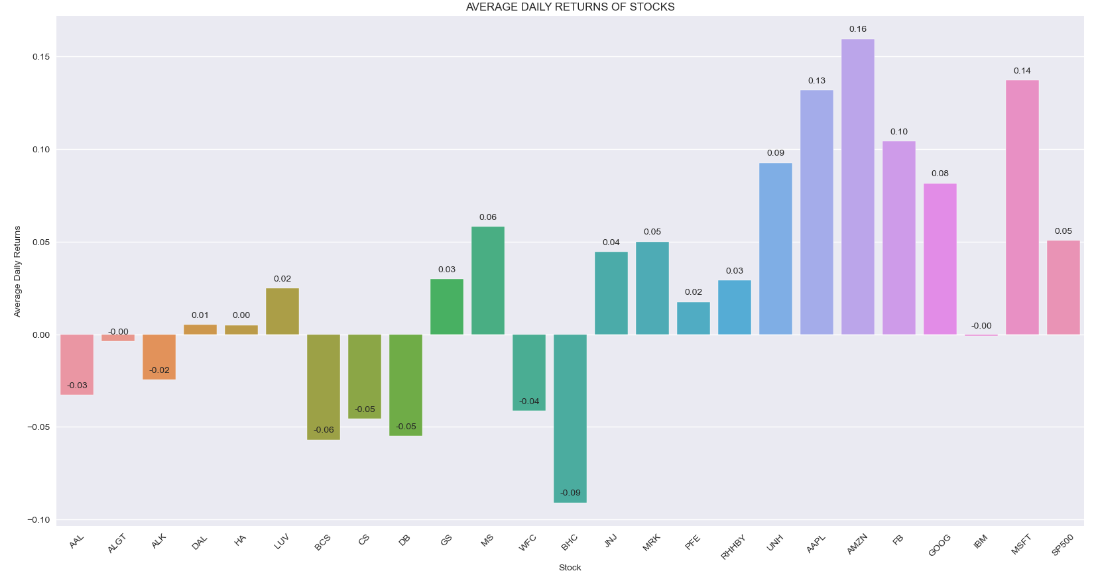 AVERAGE DAILY RETURNS OF STOCKS
Average Daily Returns
0.15
0.10
0.05
0.00
−0.05
−0.10
-0.03
-0.00
-0.02
0.01
0.00
0.02
-0.06
-0.05
-0.05
0.03
0.06
-0.04
-0.09
0.04
0.05
0.02
0.03
0.09
0.13
0.16
0.10
0.08
-0.00
0.14
0.05
AAL
ALGT
ALK
DAL
HA
LUV
BCS
CS
DB
GS
MS
WFC
BHC
JNJ
MRK
PFE
RHHBY
UNH
AAPL
AMZN
FB
GOOG
IBM
MSFT
SP500
Stock